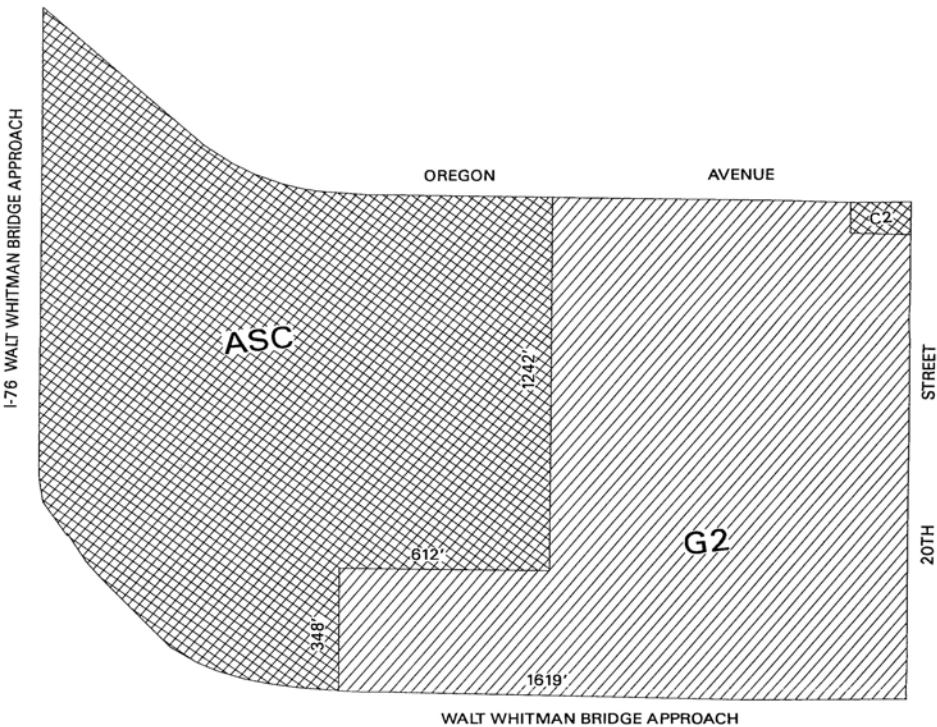 OREGON AVENUE
C2
I-76 WALT WHITMAN BRIDGE APPROACH
ASC
1242'
STREET
G2
20TH
612'
348'
1619'
WALT WHITMAN BRIDGE APPROACH